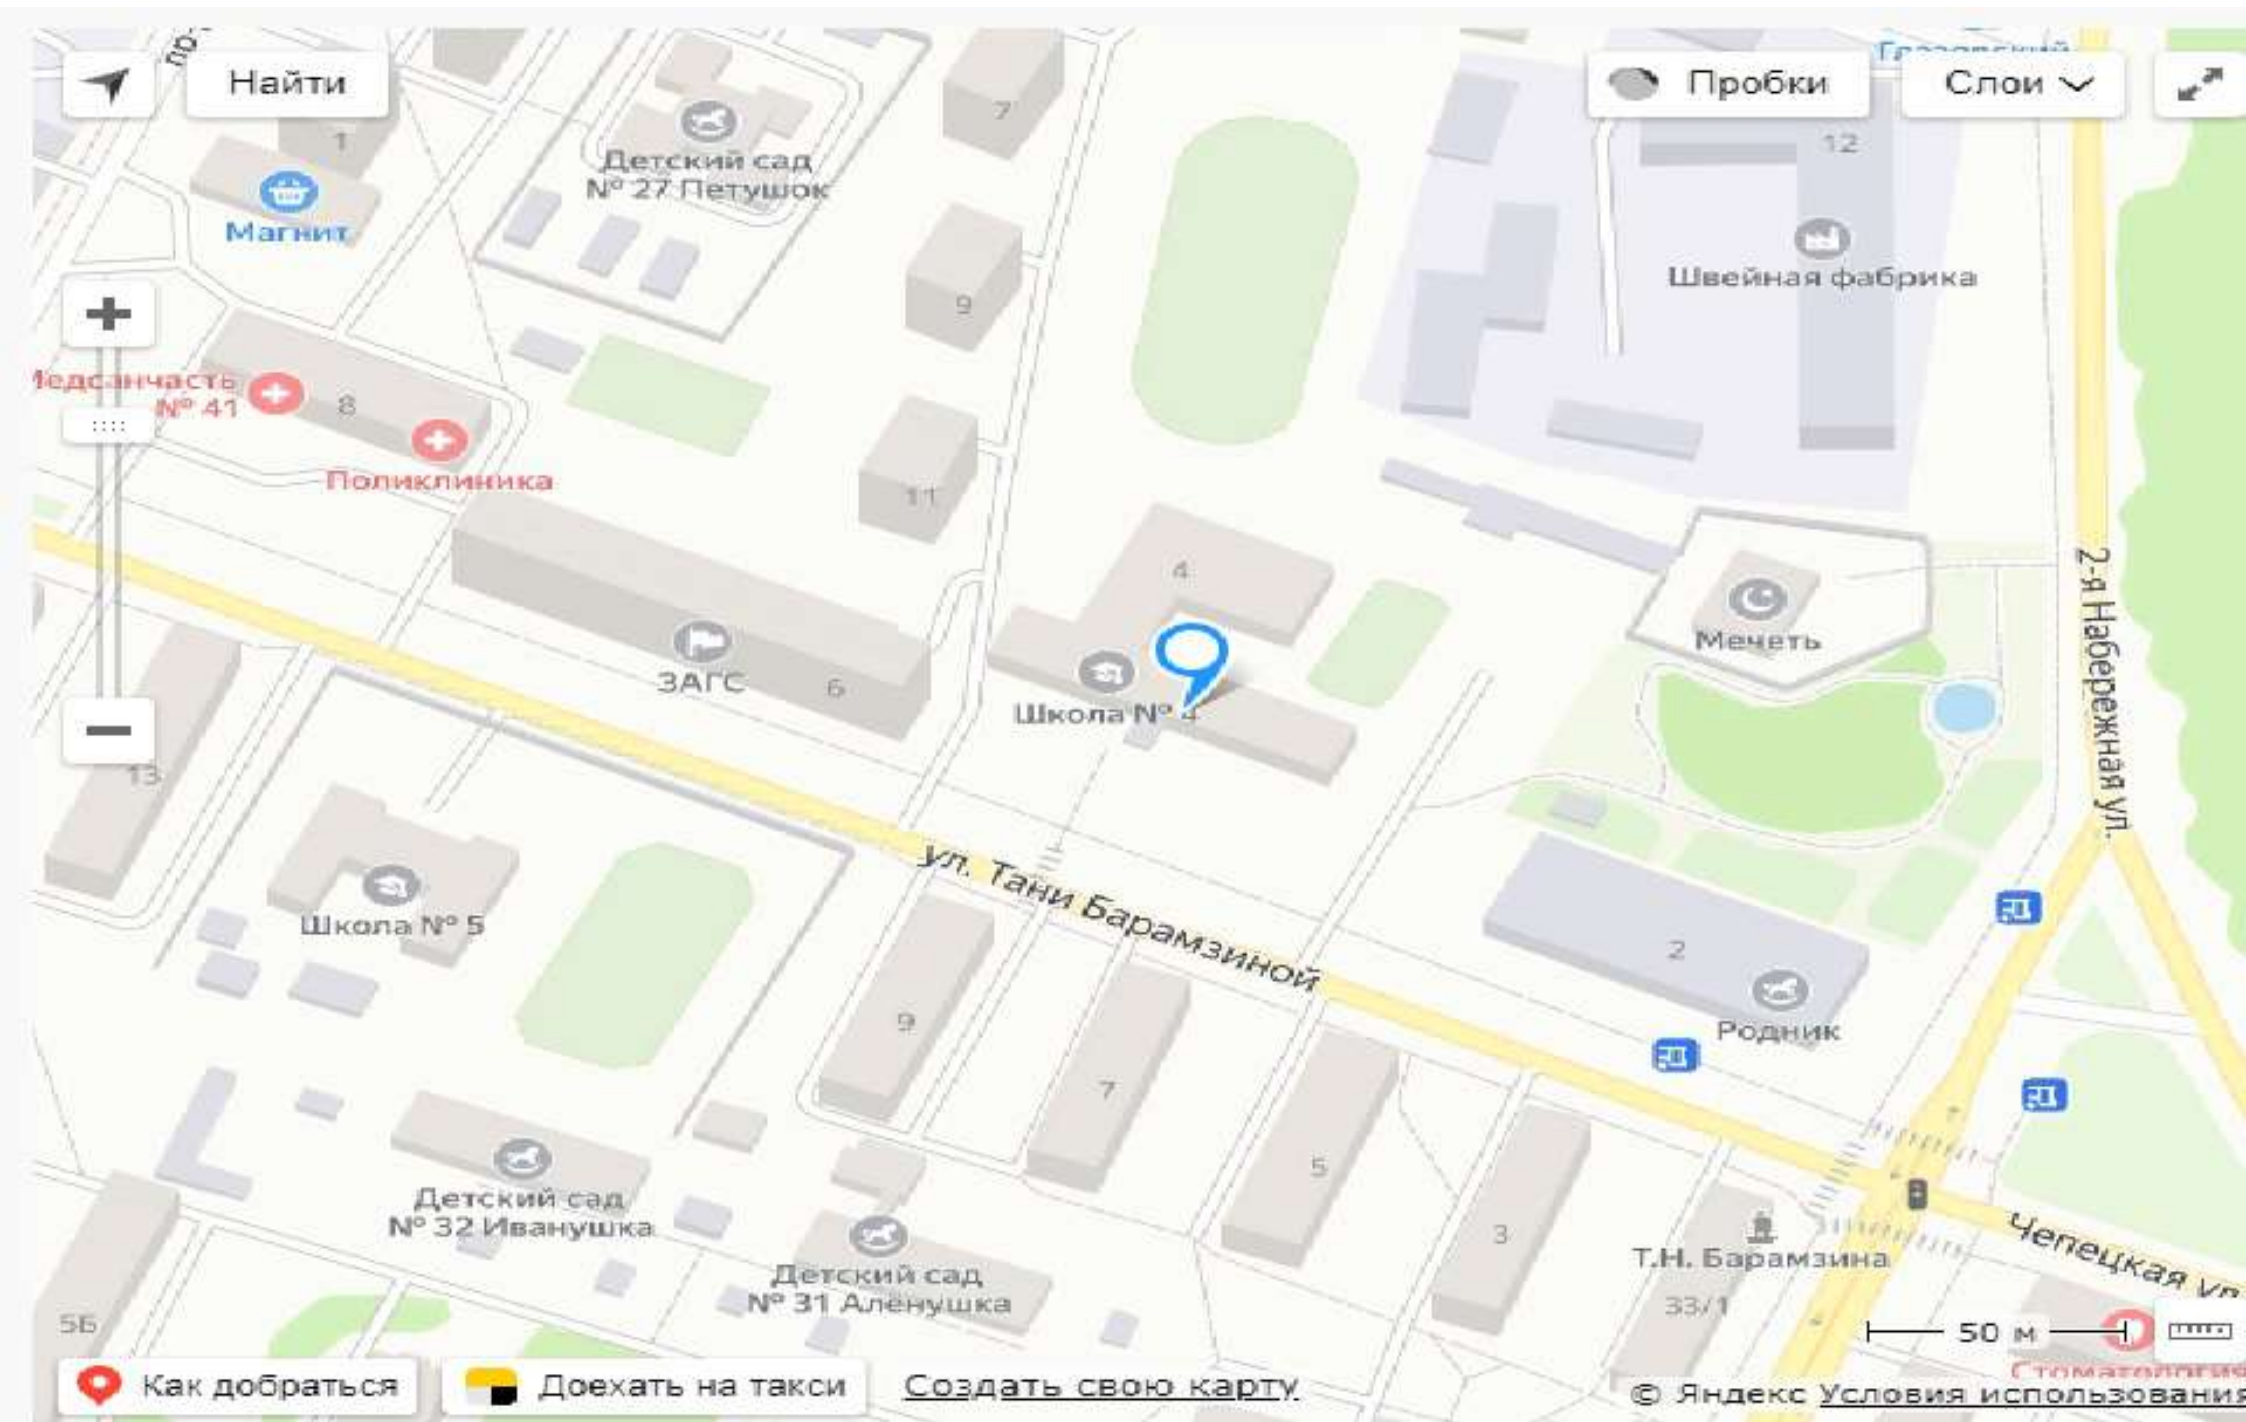 пр-
Найти
Глазовский
Пробки
Слои
1
7
12
Детский сад
№ 27 Петушок
Магнит
Швейная фабрика
9
Медсанчасть
№ 41
8
Поликлиника
11
4
2-я Набережная ул.
Мечеть
ЗАГС
6
Школа № 4
13
ул. Тани Барамзиной
Школа № 5
2
9
Родник
7
5
Детский сад
№ 32 Иванушка
3
Т.Н. Барамзина
Чепецкая ул
Детский сад
№ 31 Алёнушка
33/1
5Б
50 м
Стоматология
Как добраться
Доехать на такси
Создать свою карту
© Яндекс Условия использования